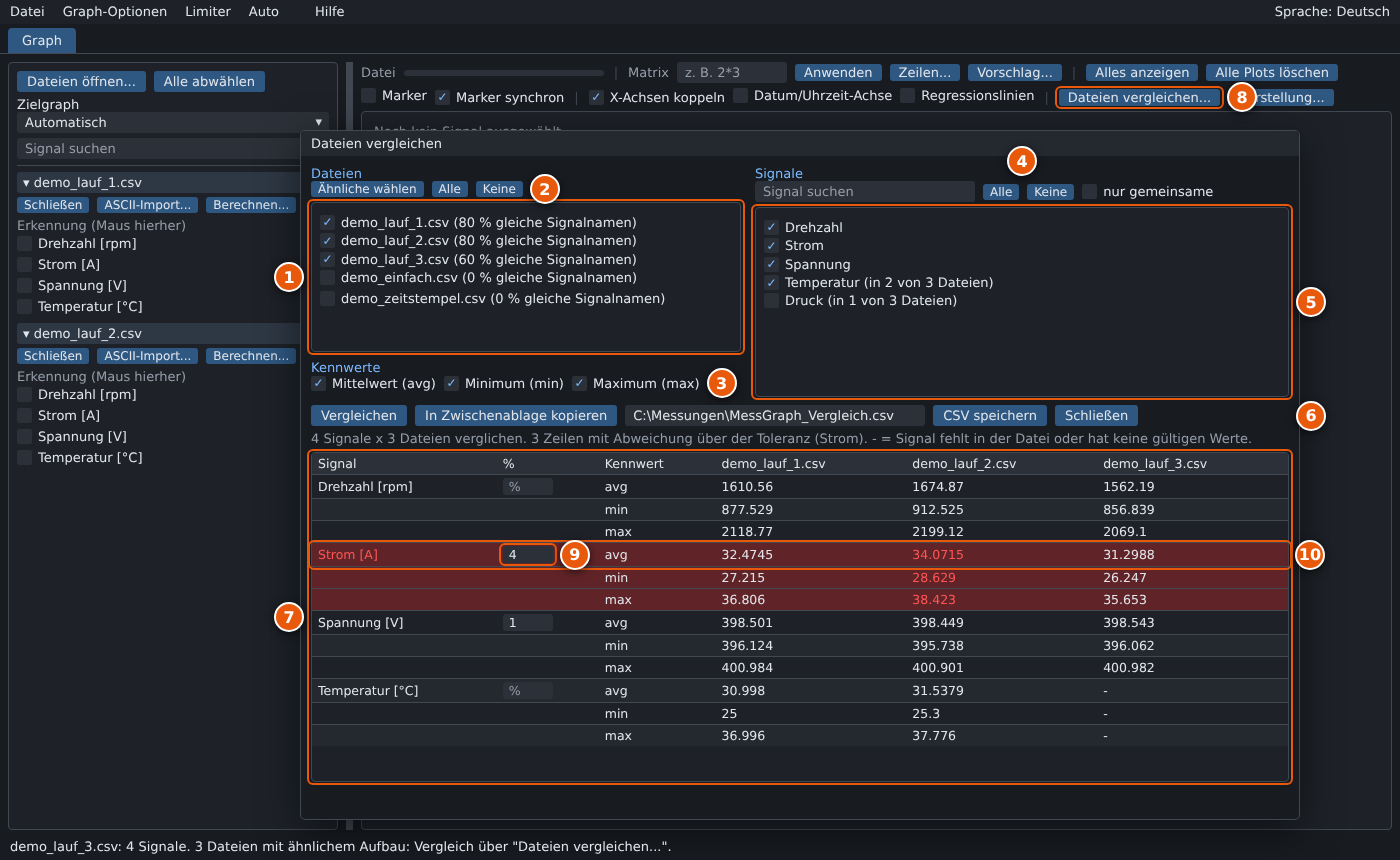 Datei Graph-Optionen Limiter Auto Hilfe Sprache: Deutsch
Graph
Dateien öffnen... Alle abwählen
Zielgraph
Automatisch ▼
Signal suchen
▾ demo_lauf_1.csv
Schließen ASCII-Import... Berechnen...
Erkennung (Maus hierher)
Drehzahl [rpm]
Strom [A]
Spannung [V]
Temperatur [°C]
▾ demo_lauf_2.csv
Schließen ASCII-Import... Berechnen...
Erkennung (Maus hierher)
Drehzahl [rpm]
Strom [A]
Spannung [V]
Temperatur [°C]
Datei | Matrix z. B. 2*3 Anwenden Zeilen... Vorschlag... | Alles anzeigen Alle Plots löschen
Marker ✓ Marker synchron | ✓ X-Achsen koppeln Datum/Uhrzeit-Achse Regressionslinien | Dateien vergleichen... 8 rstellung...
Dateien vergleichen
Dateien
Ähnliche wählen Alle Keine 2
1
✓ demo_lauf_1.csv (80 % gleiche Signalnamen)
✓ demo_lauf_2.csv (80 % gleiche Signalnamen)
✓ demo_lauf_3.csv (60 % gleiche Signalnamen)
demo_einfach.csv (0 % gleiche Signalnamen)
demo_zeitstempel.csv (0 % gleiche Signalnamen)
Kennwerte
✓ Mittelwert (avg) ✓ Minimum (min) ✓ Maximum (max) 3
4
Signale
Signal suchen Alle Keine nur gemeinsame
✓ Drehzahl
✓ Strom
✓ Spannung
✓ Temperatur (in 2 von 3 Dateien)
Druck (in 1 von 3 Dateien)
5
Vergleichen In Zwischenablage kopieren C:\Messungen\MessGraph_Vergleich.csv CSV speichern Schließen 6
4 Signale x 3 Dateien verglichen. 3 Zeilen mit Abweichung über der Toleranz (Strom). - = Signal fehlt in der Datei oder hat keine gültigen Werte.
Signal % Kennwert demo_lauf_1.csv demo_lauf_2.csv demo_lauf_3.csv
Drehzahl [rpm] % avg 1610.56 1674.87 1562.19
min 877.529 912.525 856.839
max 2118.77 2199.12 2069.1
Strom [A] 4 9 avg 32.4745 34.0715 31.2988 10
min 27.215 28.629 26.247
max 36.806 38.423 35.653
7
Spannung [V] 1 avg 398.501 398.449 398.543
min 396.124 395.738 396.062
max 400.984 400.901 400.982
Temperatur [°C] % avg 30.998 31.5379 -
min 25 25.3 -
max 36.996 37.776 -
demo_lauf_3.csv: 4 Signale. 3 Dateien mit ähnlichem Aufbau: Vergleich über "Dateien vergleichen...".